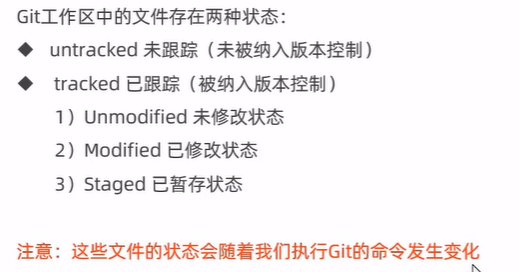 Git工作区中的文件存在两种状态：
◆ untracked 未跟踪（未被纳入版本控制）
◆ tracked 已跟踪（被纳入版本控制）
1）Unmodified 未修改状态
2）Modified 已修改状态
3）Staged 已暂存状态
注意：这些文件的状态会随着我们执行Git的命令发生变化